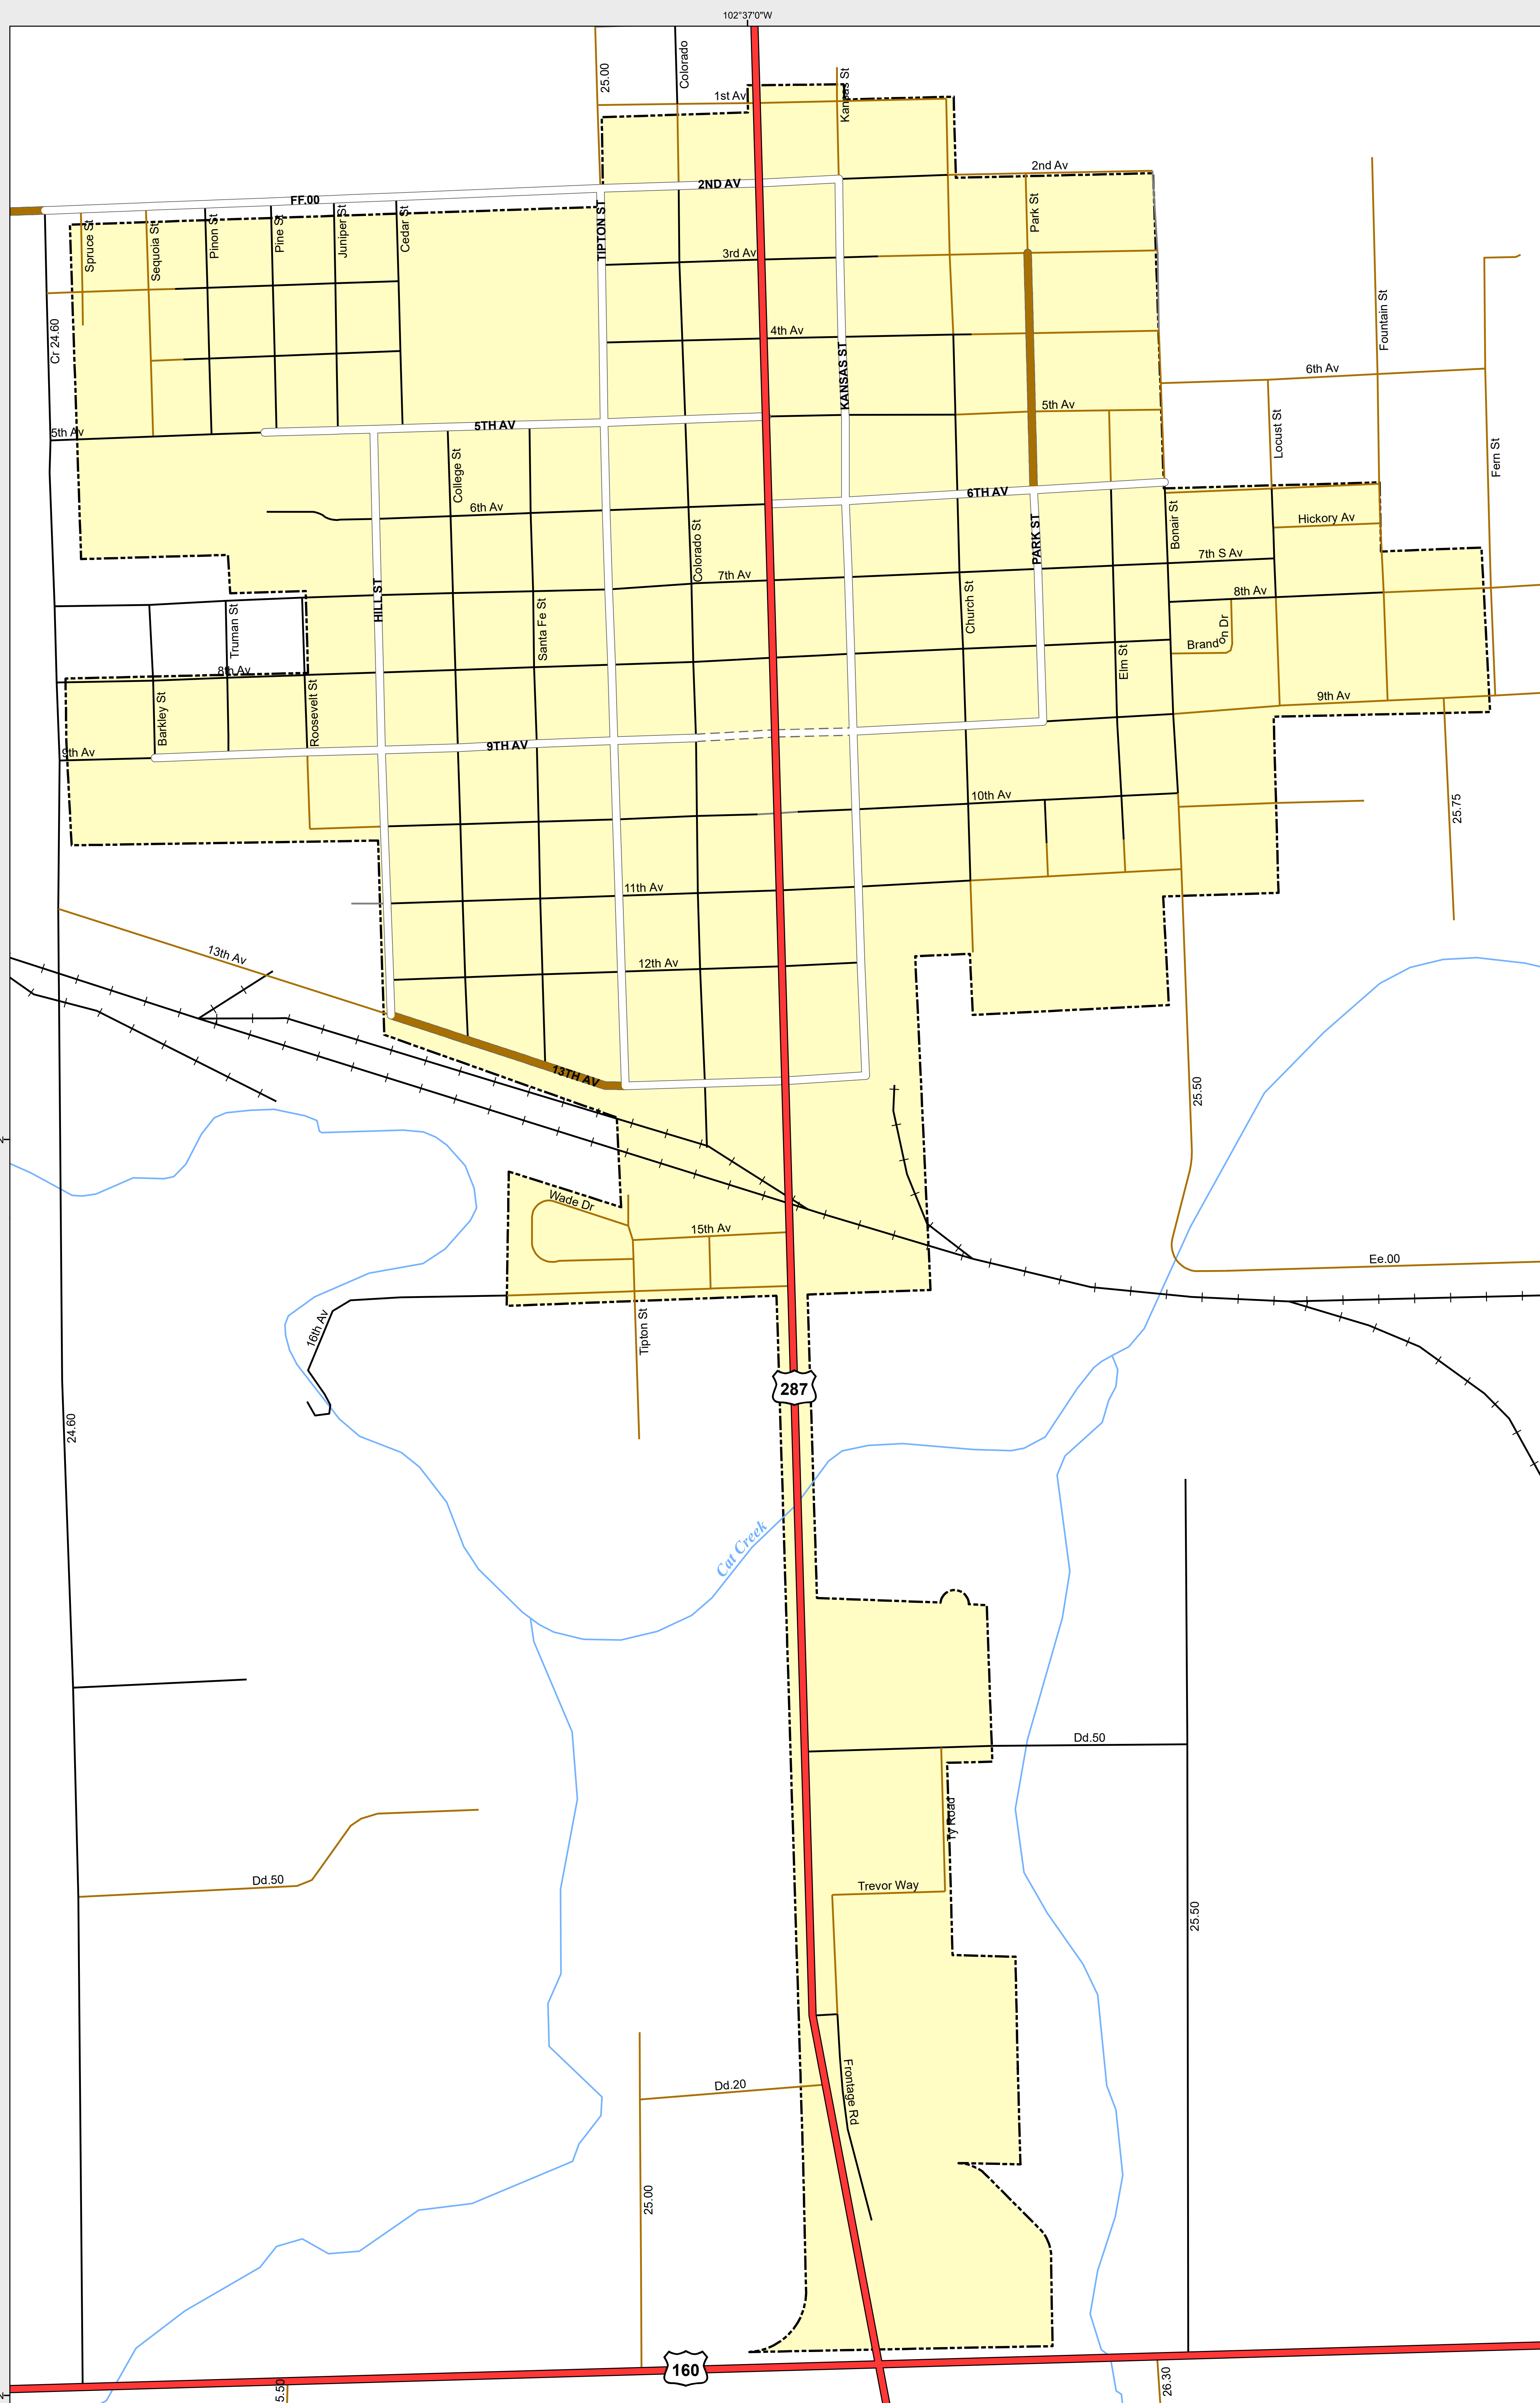 102°37'0"W
25.00
Colorado
1st Av
Kansas St
2nd Av
2ND AV
FF.00
Spruce St
Sequoia St
Pinon St
Pine St
Juniper St
Cedar St
TIPTON ST
Park St
3rd Av
Cr 24.60
4th Av
KANSAS ST
Fountain St
6th Av
5th Av
5th Av
5TH AV
Locust St
Fern St
College St
6th Av
6TH AV
Bonair St
Hickory Av
Colorado St
PARK ST
7th S Av
7th Av
HILL ST
8th Av
Truman St
Santa Fe St
Church St
Brandon Dr
Elm St
8th Av
Barkley St
Roosevelt St
9th Av
9th Av
9TH AV
10th Av
25.75
11th Av
13th Av
12th Av
13TH AV
25.50
Wade Dr
15th Av
Ee.00
16th Av
Tipton St
287
24.60
Cat Creek
Dd.50
Ty Road
Dd.50
Trevor Way
25.50
Dd.20
Frontage Rd
25.00
160
26.30